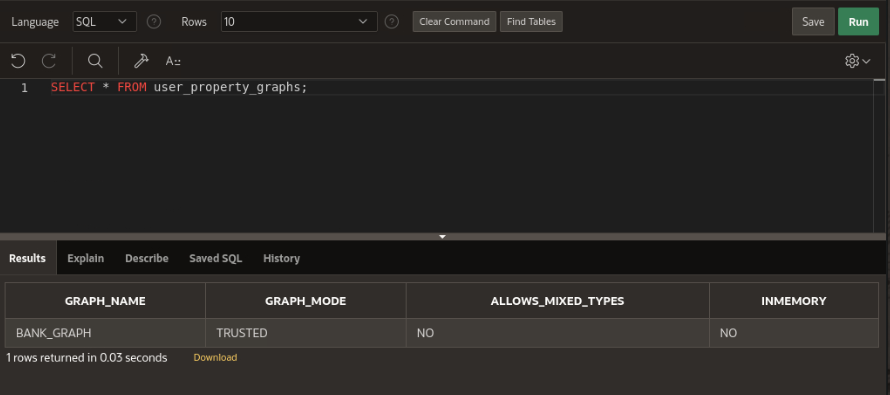 Language SQL ? Rows 10 ? Clear Command Find Tables Save Run
A::
1 SELECT * FROM user_property_graphs;
Results Explain Describe Saved SQL History
GRAPH_NAME GRAPH_MODE ALLOWS_MIXED_TYPES INMEMORY
BANK_GRAPH TRUSTED NO NO
1 rows returned in 0.03 seconds Download